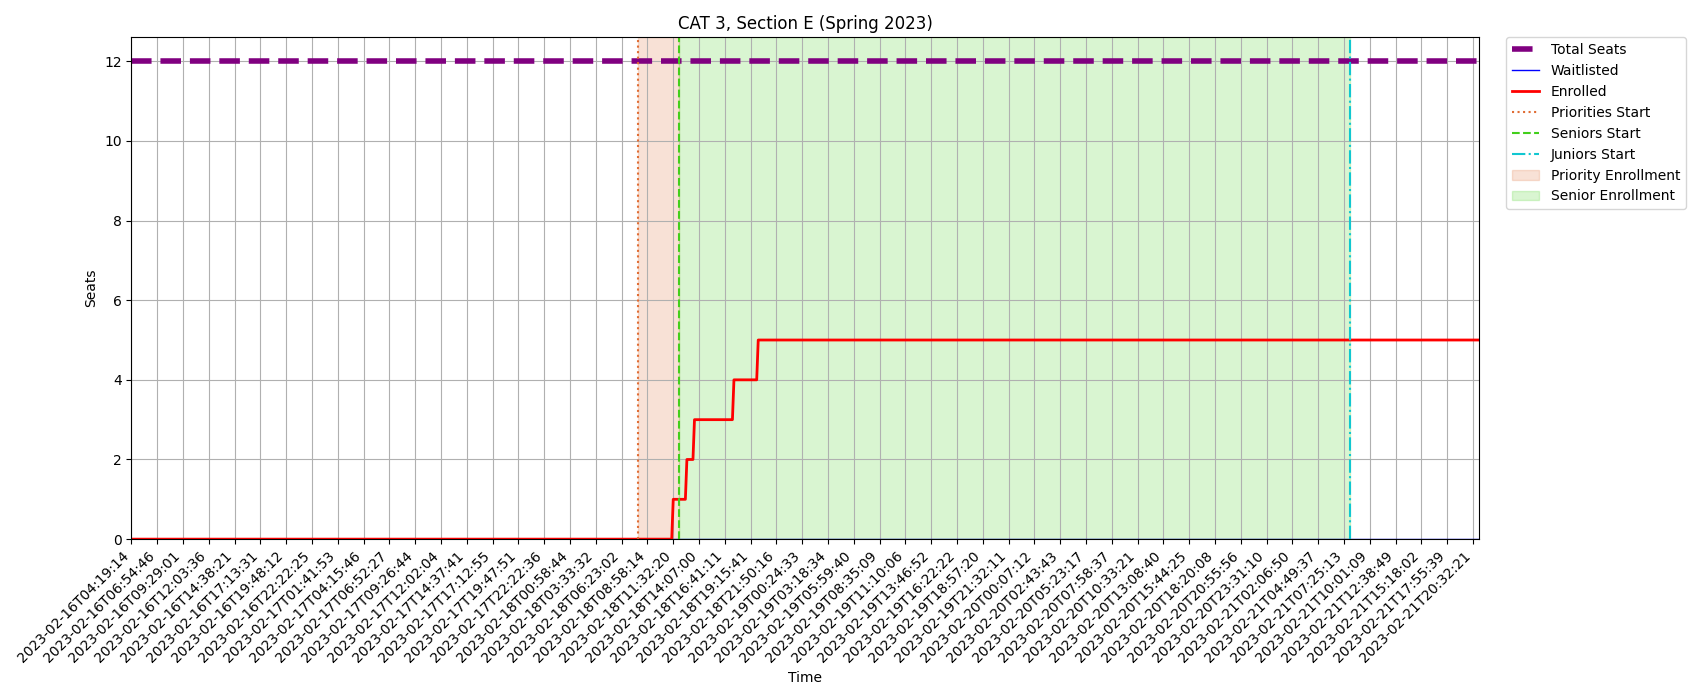 CAT 3, Section E (Spring 2023)
12
10
8
6
4
2
0
Seats
Total Seats
Waitlisted
Enrolled
Priorities Start
Seniors Start
Juniors Start
Priority Enrollment
Senior Enrollment
2023-02-16T04:19:14
2023-02-16T06:54:46
2023-02-16T09:29:01
2023-02-16T12:03:36
2023-02-16T14:38:21
2023-02-16T17:13:31
2023-02-16T19:48:12
2023-02-16T22:22:25
2023-02-17T01:41:53
2023-02-17T04:15:46
2023-02-17T06:52:27
2023-02-17T09:26:44
2023-02-17T12:02:04
2023-02-17T14:37:41
2023-02-17T17:12:55
2023-02-17T19:47:51
2023-02-17T22:22:36
2023-02-18T00:58:44
2023-02-18T03:33:32
2023-02-18T06:23:02
2023-02-18T08:58:14
2023-02-18T11:32:20
2023-02-18T14:07:00
2023-02-18T16:41:11
2023-02-18T19:15:41
2023-02-18T21:50:16
2023-02-19T00:24:33
2023-02-19T03:18:34
2023-02-19T05:59:40
2023-02-19T08:35:09
2023-02-19T11:10:06
2023-02-19T13:46:52
2023-02-19T16:22:22
2023-02-19T18:57:20
2023-02-19T21:32:11
2023-02-20T00:07:12
2023-02-20T02:43:43
2023-02-20T05:23:17
2023-02-20T07:58:37
2023-02-20T10:33:21
2023-02-20T13:08:40
2023-02-20T15:44:25
2023-02-20T18:20:08
2023-02-20T20:55:56
2023-02-20T23:31:10
2023-02-21T02:06:50
2023-02-21T04:49:37
2023-02-21T07:25:13
2023-02-21T10:01:09
2023-02-21T12:38:49
2023-02-21T15:18:02
2023-02-21T17:55:39
2023-02-21T20:32:21
Time